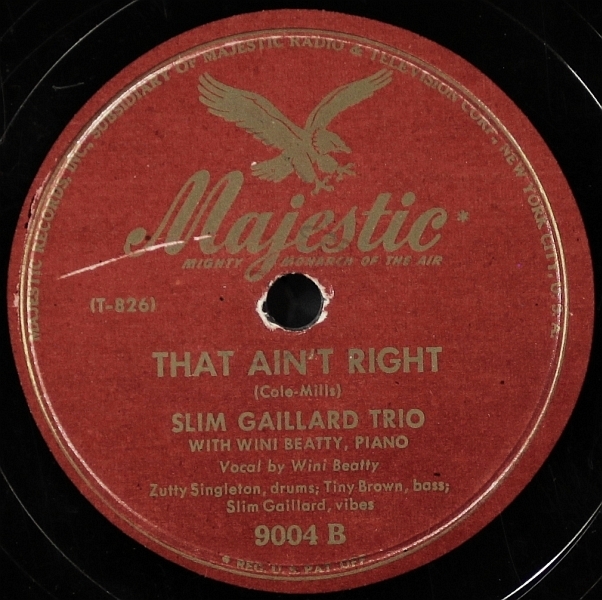 MAJESTIC RECORDS, INC., SUBSIDIARY OF MAJESTIC RADIO & TELEVISION CORP., NEW YORK CITY, U.S.A.
Majestic*
MIGHTY MONARCH OF THE AIR
(T-826)
THAT AIN'T RIGHT
(Cole-Mills)
SLIM GAILLARD TRIO
WITH WINI BEATTY, PIANO
Vocal by Wini Beatty
Zutty Singleton, drums; Tiny Brown, bass;
Slim Gaillard, vibes
9004 B
* REG. U.S. PAT. OFF.